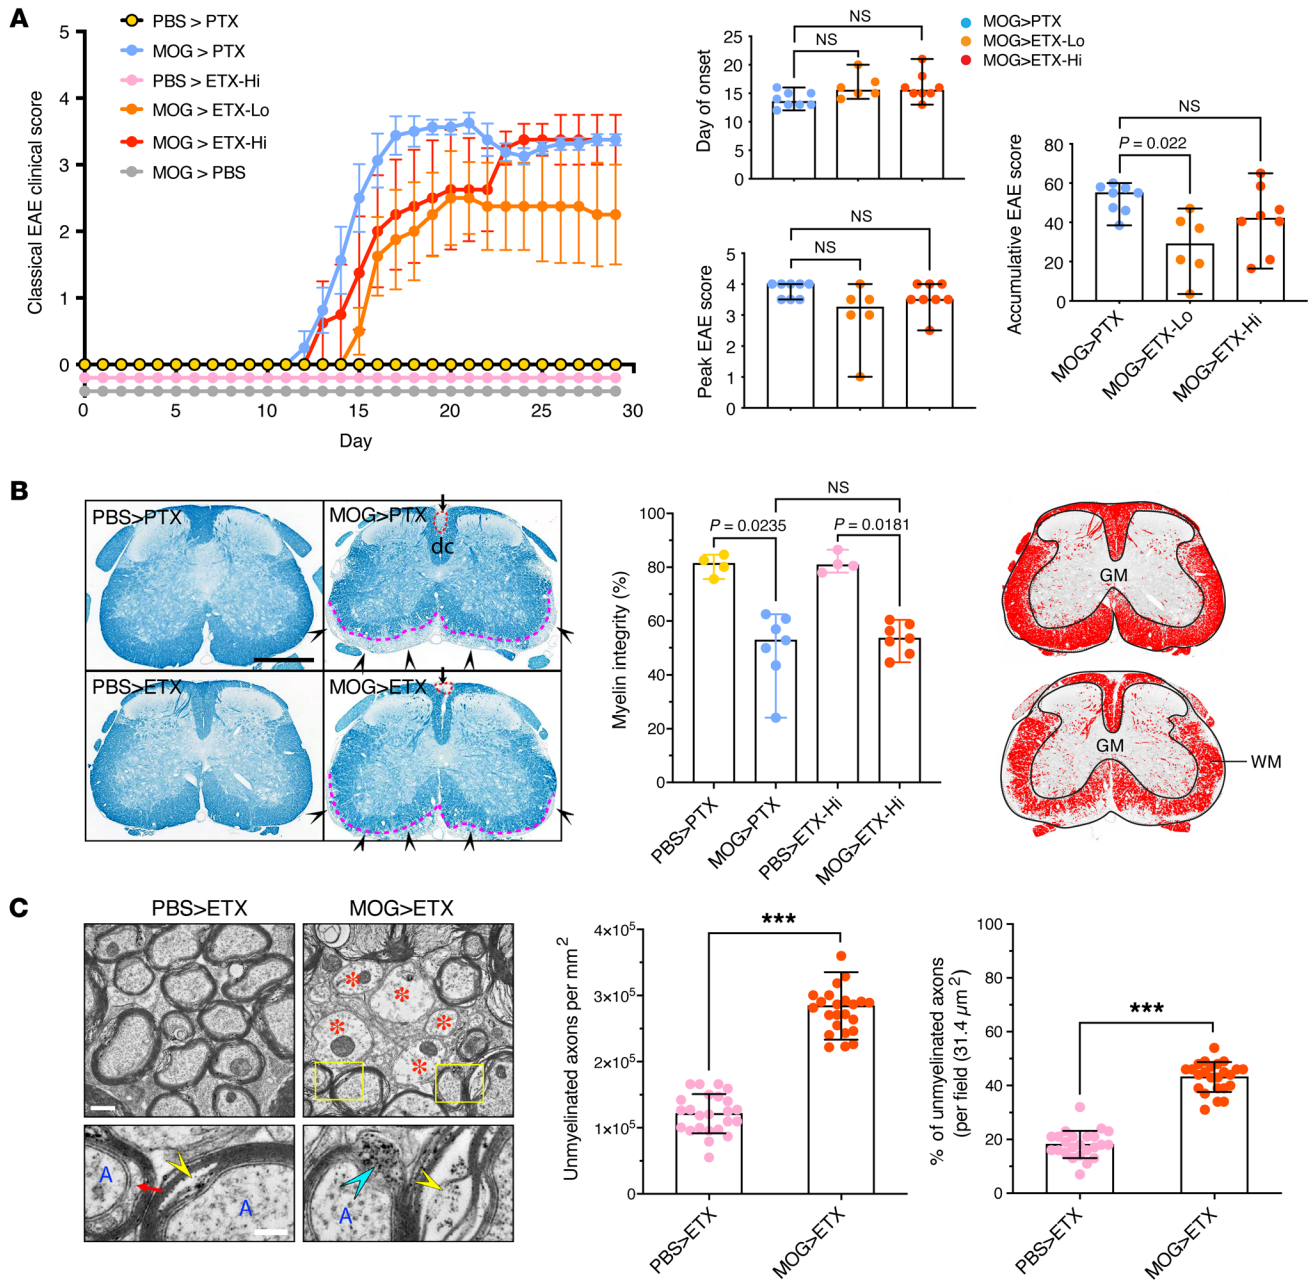 A
PBS > PTX
MOG > PTX
PBS > ETX-Hi
MOG > ETX-Lo
MOG > ETX-Hi
MOG > PBS
Classical EAE clinical score
5
4
3
2
1
0
0 5 10 15 20 25 30
Day
NS
NS
25
20
15
10
5
0
Day of onset
MOG>PTX
MOG>ETX-Lo
MOG>ETX-Hi
NS
NS
5
4
3
2
1
0
Peak EAE score
NS
P = 0.022
80
60
40
20
0
Accumulative EAE score
MOG>PTX
MOG>ETX-Lo
MOG>ETX-Hi
B
PBS>PTX
MOG>PTX
dc
PBS>ETX
MOG>ETX
NS
P = 0.0235
P = 0.0181
100
80
60
40
20
0
Myelin integrity (%)
PBS>PTX
MOG>PTX
PBS>ETX-Hi
MOG>ETX-Hi
GM
GM
WM
C
PBS>ETX
MOG>ETX
*
*
*
*
*
A
A
A
***
4×10⁵
3×10⁵
2×10⁵
1×10⁵
0
Unmyelinated axons per mm²
PBS>ETX
MOG>ETX
***
100
80
60
40
20
0
% of unmyelinated axons
(per field (31.4 µm²)
PBS>ETX
MOG>ETX